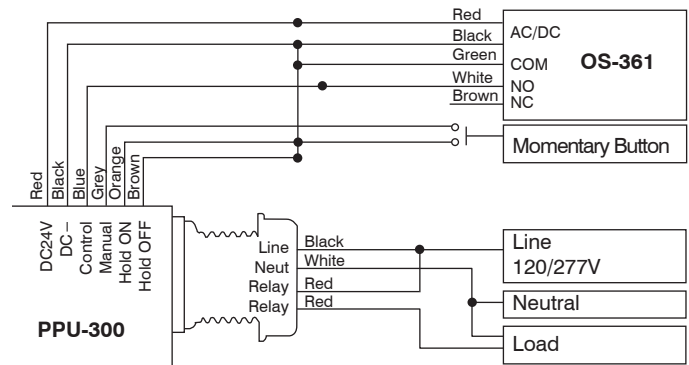 Red
Black
Green
White
Brown
AC/DC
COM
NO
NC
OS-361
Momentary Button
Red
Black
Blue
Grey
Orange
Brown
DC24V
DC–
Control
Manual
Hold ON
Hold OFF
PPU-300
Line
Neut
Relay
Relay
Black
White
Red
Red
Line
120/277V
Neutral
Load